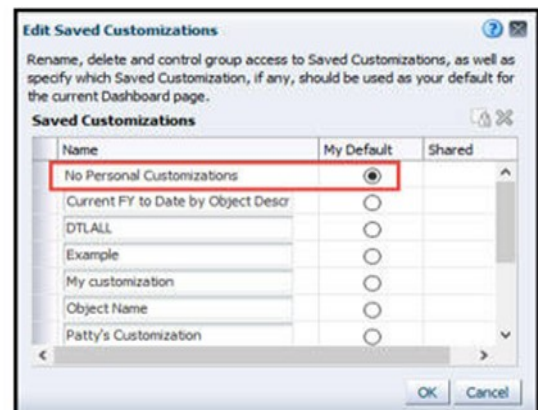 Edit Saved Customizations
Rename, delete and control group access to Saved Customizations, as well as
specify which Saved Customization, if any, should be used as your default for
the current Dashboard page.
Saved Customizations
Name My Default Shared
No Personal Customizations
Current FY to Date by Object Descr
DTLALL
Example
My customization
Object Name
Patty's Customization
OK Cancel